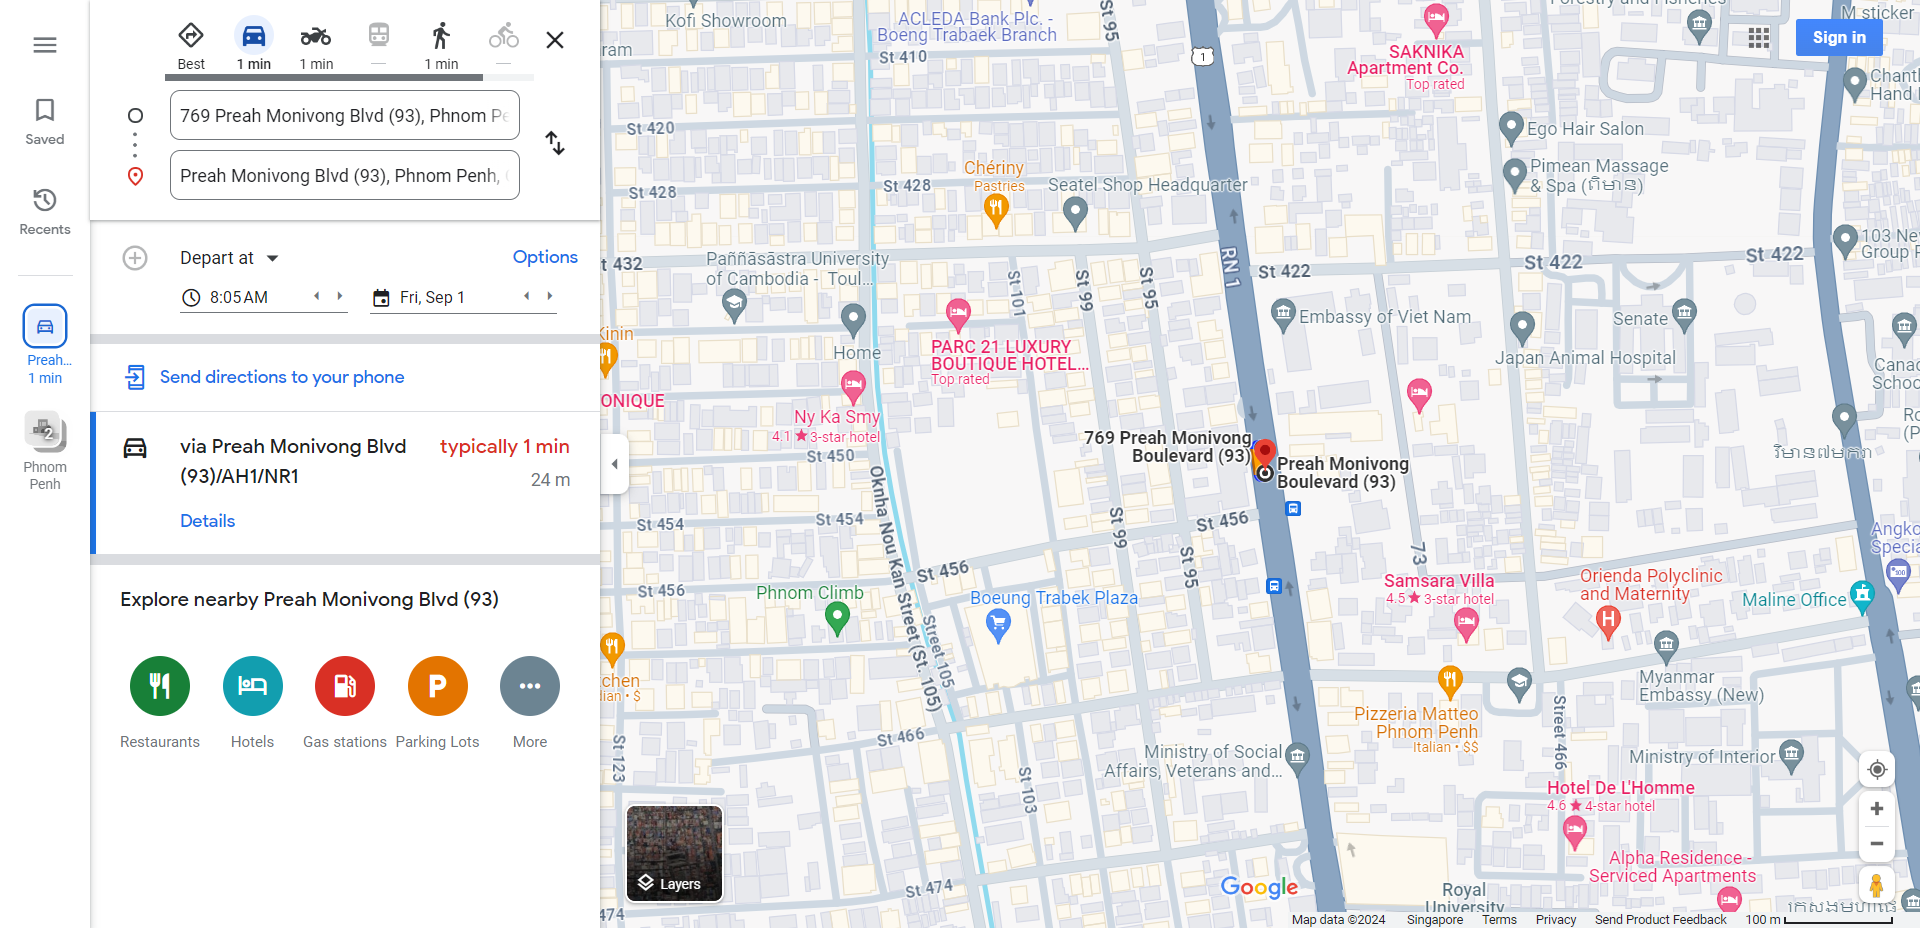 Saved
Recents
Preah...
1 min
2
Phnom
Penh
Best
1 min
1 min
—
1 min
—
769 Preah Monivong Blvd (93), Phnom Pe
Preah Monivong Blvd (93), Phnom Penh,
Depart at
Options
8:05 AM
Fri, Sep 1
Send directions to your phone
via Preah Monivong Blvd
(93)/AH1/NR1
typically 1 min
24 m
Details
Explore nearby Preah Monivong Blvd (93)
Restaurants
Hotels
Gas stations
P
Parking Lots
More
Kofi Showroom
ACLEDA Bank Plc. -
Boeng Trabaek Branch
St 95
1
SAKNIKA
Apartment Co.
Top rated
Forestry and Fisheries
M sticker
Sign in
ram
St 410
Chant
Hand
St 420
Ego Hair Salon
Pimean Massage
& Spa (ពិមាន)
Chériny
Pastries
St 428
St 428
Seatel Shop Headquarter
t 432
Paññāsāstra University
of Cambodia - Toul...
St 101
St 99
St 95
RN 1
St 422
St 422
St 422
103 Ne
Group
Kinin
Embassy of Viet Nam
Senate
Home
PARC 21 LUXURY
BOUTIQUE HOTEL...
Top rated
Japan Animal Hospital
Canac
Schoo
ONIQUE
Ny Ka Smy
4.1 ★ 3-star hotel
St 450
769 Preah Monivong
Boulevard (93)
Preah Monivong
Boulevard (93)
St 454
St 454
Oknha Nou Kan Street (St. 105)
St 99
St 456
St 95
73
Angko
Specia
St 456
St 456
Phnom Climb
Boeung Trabek Plaza
Street 105
Samsara Villa
4.5 ★ 3-star hotel
Orienda Polyclinic
and Maternity
H
Maline Office
chen
dian • $
Myanmar
Embassy (New)
Pizzeria Matteo
Phnom Penh
Italian • $$
Street 466
St 123
St 466
St 103
Ministry of Social
Affairs, Veterans and...
Ministry of Interior
Hotel De L'Homme
4.6 ★ 4-star hotel
Alpha Residence -
Serviced Apartments
Layers
St 474
474
Google
Royal
University
Map data ©2024
Singapore
Terms
Privacy
Send Product Feedback
100 m